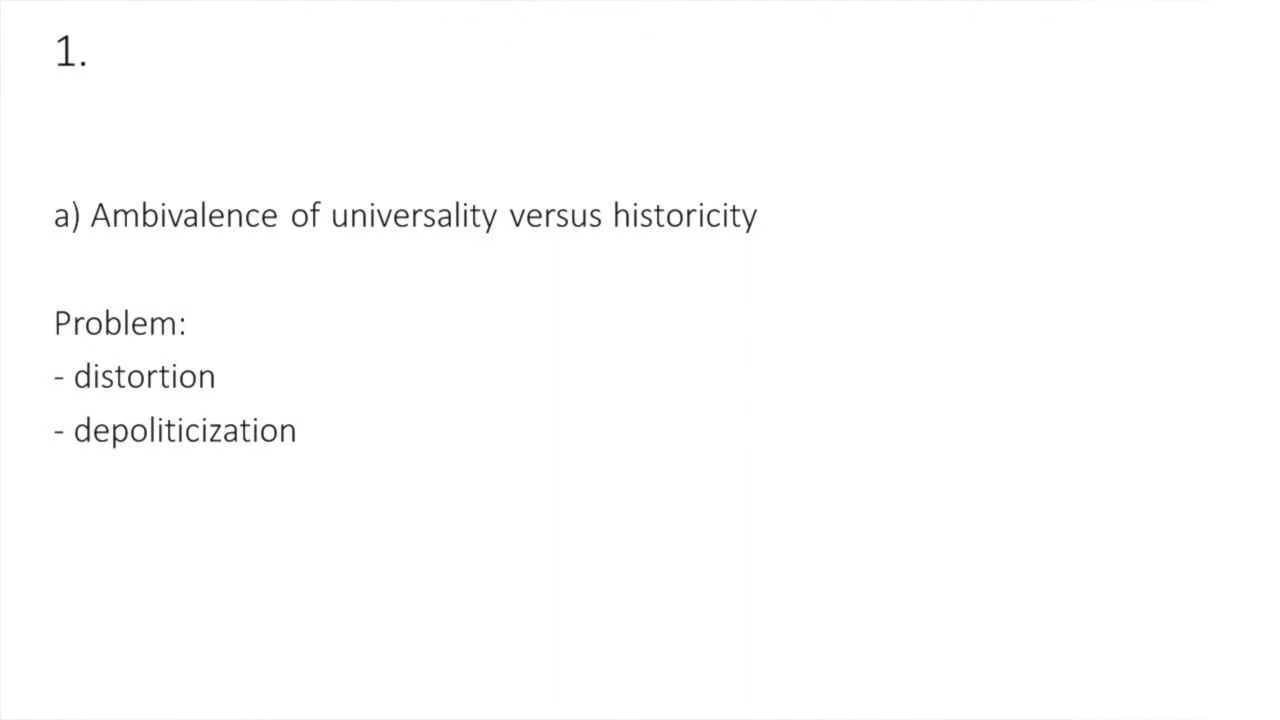 1.
a) Ambivalence of universality versus historicity
Problem:
- distortion
- depoliticization